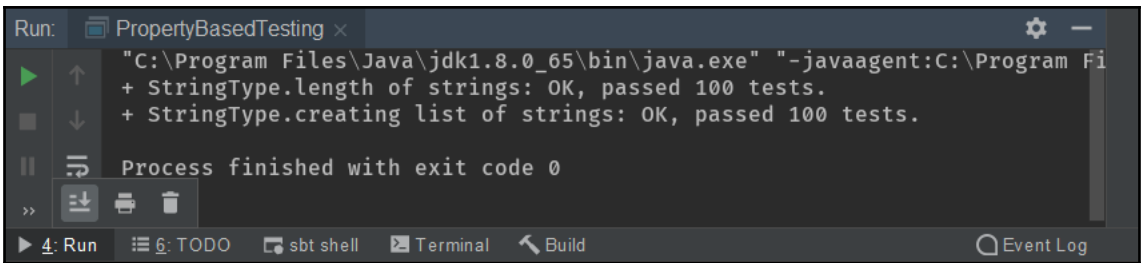 Run: PropertyBasedTesting ×
"C:\Program Files\Java\jdk1.8.0_65\bin\java.exe" "-javaagent:C:\Program Fi
+ StringType.length of strings: OK, passed 100 tests.
+ StringType.creating list of strings: OK, passed 100 tests.
Process finished with exit code 0
4: Run 6: TODO sbt shell Terminal Build Event Log